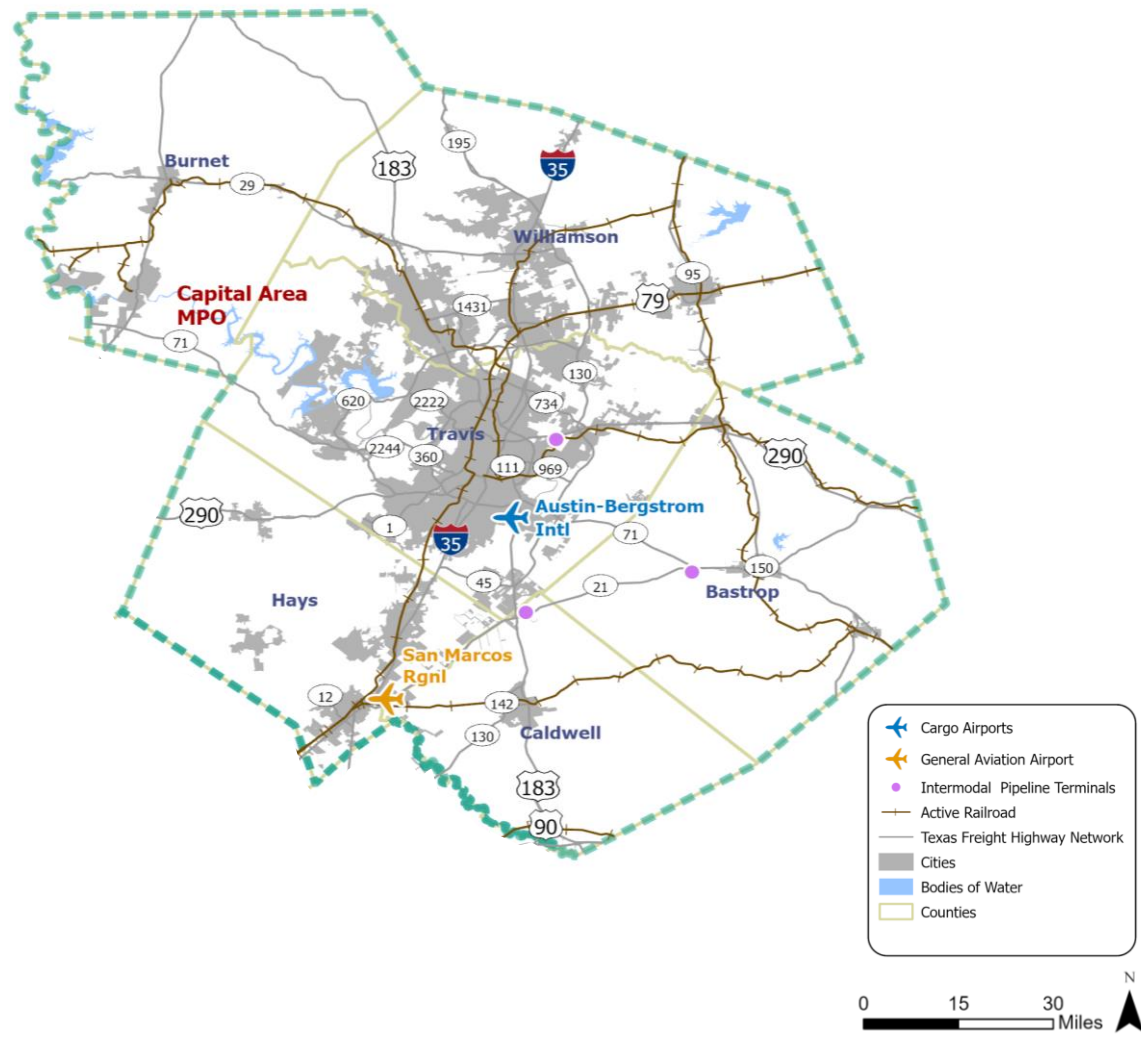 195
35
Burnet
183
29
Williamson
95
Capital Area
MPO
1431
79
71
130
620
2222
734
Travis
2244
360
111
969
290
290
Austin-Bergstrom
Intl
1
35
71
150
45
21
Bastrop
Hays
San Marcos
Rgnl
12
142
130
Caldwell
183
90
Cargo Airports
General Aviation Airport
Intermodal Pipeline Terminals
Active Railroad
Texas Freight Highway Network
Cities
Bodies of Water
Counties
N
0 15 30
Miles